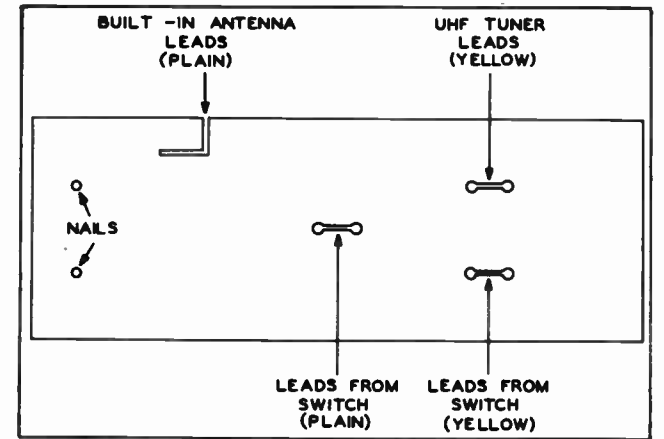 BUILT -IN ANTENNA
LEADS
(PLAIN)
UHF TUNER
LEADS
(YELLOW)
NAILS
LEADS FROM
SWITCH
(PLAIN)
LEADS FROM
SWITCH
(YELLOW)